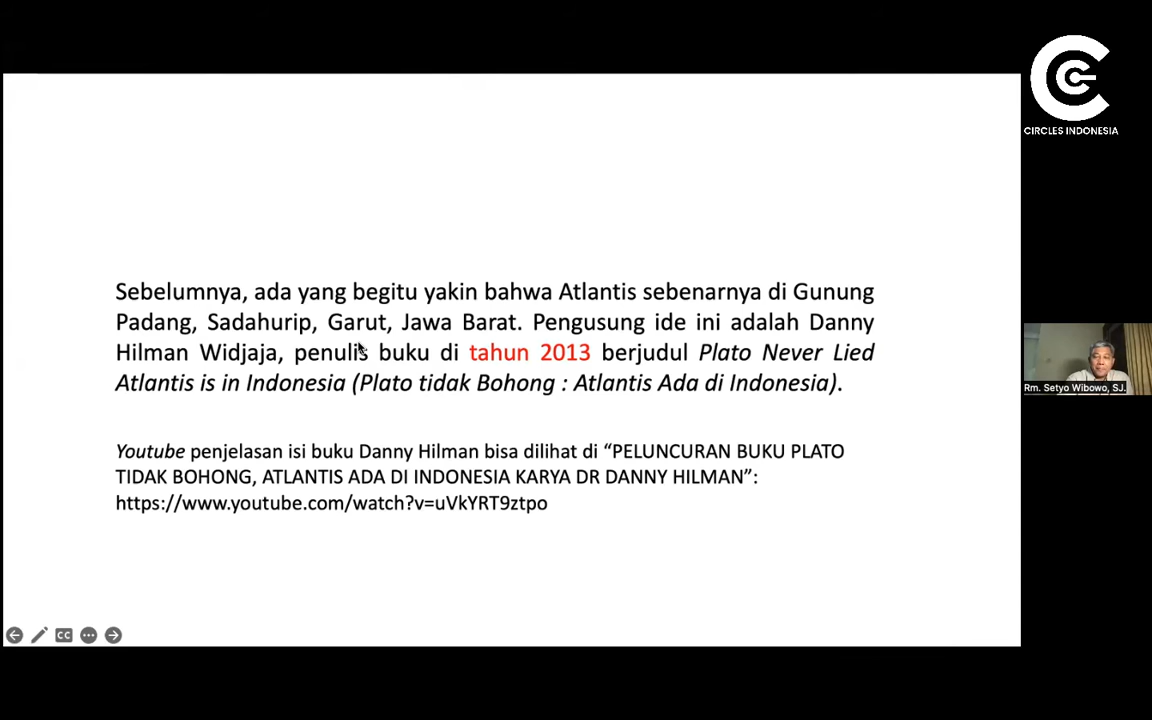 CIRCLES INDONESIA
Sebelumnya, ada yang begitu yakin bahwa Atlantis sebenarnya di Gunung
Padang, Sadahurip, Garut, Jawa Barat. Pengusung ide ini adalah Danny
Hilman Widjaja, penulis buku di tahun 2013 berjudul Plato Never Lied
Atlantis is in Indonesia (Plato tidak Bohong : Atlantis Ada di Indonesia).
Youtube penjelasan isi buku Danny Hilman bisa dilihat di “PELUNCURAN BUKU PLATO
TIDAK BOHONG, ATLANTIS ADA DI INDONESIA KARYA DR DANNY HILMAN”:
https://www.youtube.com/watch?v=uVkYRT9ztpo
Rm. Setyo Wibowo, SJ.
CC